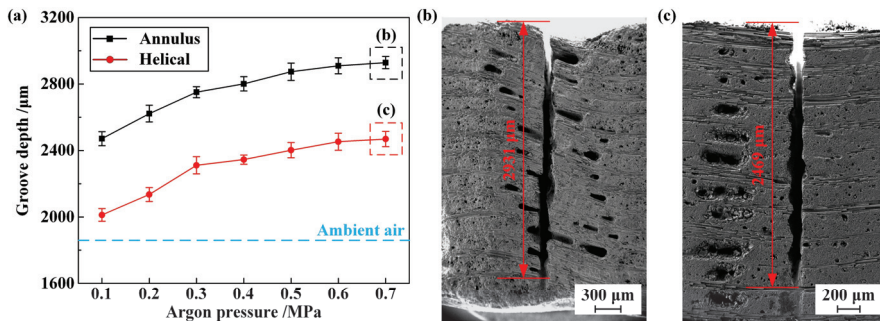 (a)
3200
2800
2400
2000
1600
Groove depth /μm
Annulus
Helical
(b)
(c)
Ambient air
0.1 0.2 0.3 0.4 0.5 0.6 0.7
Argon pressure /MPa
(b)
2931 μm
300 μm
(c)
2469 μm
200 μm